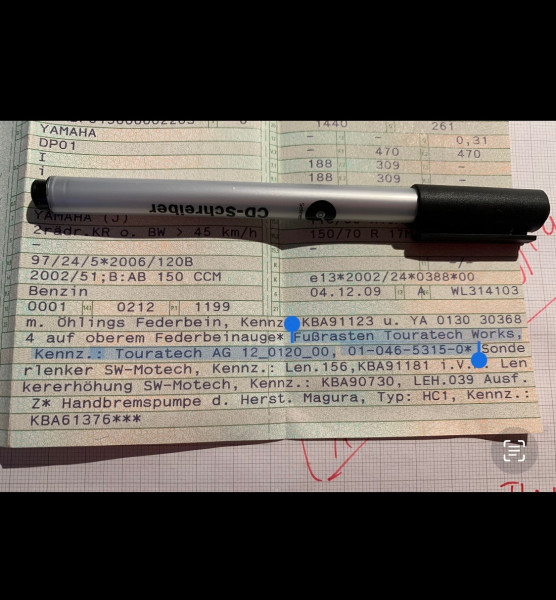 1440 261
YAMAHA – – 0,31
DP01 – 470 470
I 188 309
i 188 309
CD-Schreiber
YAMAHA (J)
2rädr.KR o. BW > 45 km/h 150/70 R 17
– –/–
97/24/5*2006/120B
2002/51;B:AB 150 CCM e13*2002/24*0388*00
Benzin 04.12.09 A WL314103
0001 0212 1199
m. Öhlings Federbein, Kennz.: KBA91123 u. YA 0130 30368
4 auf oberem Federbeinauge* Fußrasten Touratech Works,
Kennz.: Touratech AG 12_0120_00, 01-046-5315-0* Sonde
rlenker SW-Motech, Kennz.: Len.156,KBA91181 i.V. Len
kererhöhung SW-Motech, Kennz.: KBA90730, LEH.039 Ausf.
Z* Handbremspumpe d. Herst. Magura, Typ: HC1, Kennz.:
KBA61376***